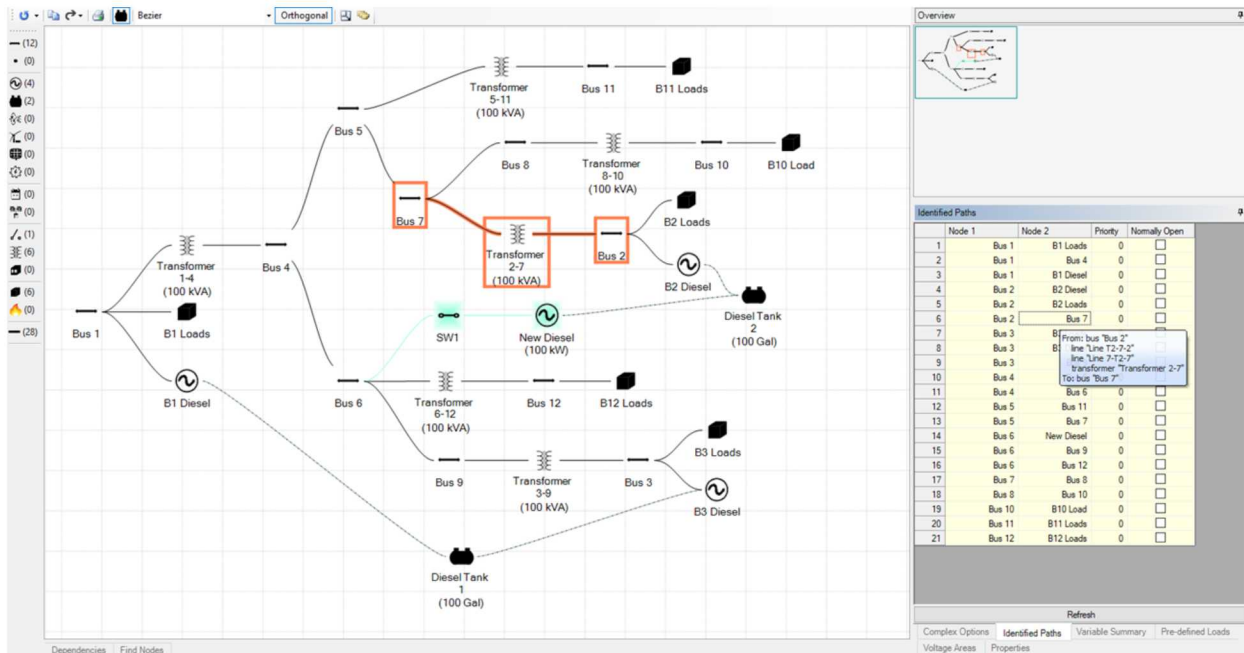 Bezier
Orthogonal
Overview
(12)
(0)
(4)
(2)
(0)
(0)
(0)
(0)
(0)
(0)
(1)
(6)
(0)
(6)
(0)
(28)
Transformer
5-11
(100 kVA)
Bus 11
B11 Loads
Bus 5
Bus 8
Transformer
8-10
(100 kVA)
Bus 10
B10 Load
Bus 7
Transformer
2-7
(100 kVA)
Bus 2
B2 Loads
B2 Diesel
Transformer
1-4
(100 kVA)
Bus 4
Bus 1
B1 Loads
B1 Diesel
SW1
New Diesel
(100 kW)
Diesel Tank
2
(100 Gal)
Bus 6
Transformer
6-12
(100 kVA)
Bus 12
B12 Loads
Bus 9
Transformer
3-9
(100 kVA)
Bus 3
B3 Loads
B3 Diesel
Diesel Tank
1
(100 Gal)
Dependencies Find Nodes
Identified Paths
Node 1 Node 2 Priority Normally Open
1 Bus 1 B1 Loads 0
2 Bus 1 Bus 4 0
3 Bus 1 B1 Diesel 0
4 Bus 2 B2 Diesel 0
5 Bus 2 B2 Loads 0
6 Bus 2 Bus 7 0
7 Bus 3
8 Bus 3
9 Bus 3
10 Bus 4
11 Bus 4 Bus 6 0
12 Bus 5 Bus 11 0
13 Bus 5 Bus 7 0
14 Bus 6 New Diesel 0
15 Bus 6 Bus 9 0
16 Bus 6 Bus 12 0
17 Bus 7 Bus 8 0
18 Bus 8 Bus 10 0
19 Bus 10 B10 Load 0
20 Bus 11 B11 Loads 0
21 Bus 12 B12 Loads 0
From: bus "Bus 2"
line "Line T2-7-2"
line "Line 7-T2-7"
transformer "Transformer 2-7"
To: bus "Bus 7"
Refresh
Complex Options Identified Paths Variable Summary Pre-defined Loads
Voltage Areas Properties